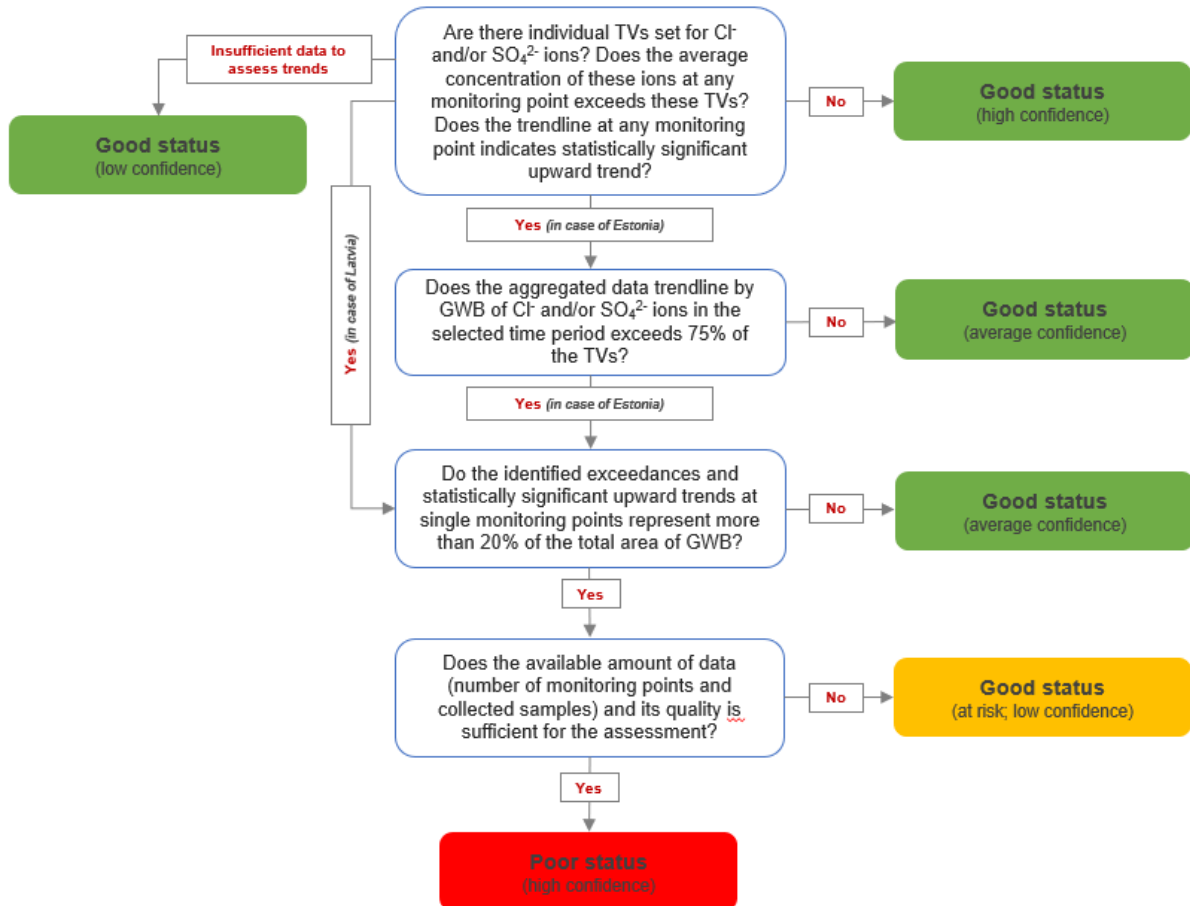 Are there individual TVs set for Cl⁻
and/or SO₄²⁻ ions? Does the average
concentration of these ions at any
monitoring point exceeds these TVs?
Does the trendline at any monitoring
point indicates statistically significant
upward trend?
Insufficient data to
assess trends
Good status
(low confidence)
No
Good status
(high confidence)
Yes (in case of Latvia)
Yes (in case of Estonia)
Does the aggregated data trendline by
GWB of Cl⁻ and/or SO₄²⁻ ions in the
selected time period exceeds 75% of
the TVs?
No
Good status
(average confidence)
Yes (in case of Estonia)
Do the identified exceedances and
statistically significant upward trends at
single monitoring points represent more
than 20% of the total area of GWB?
No
Good status
(average confidence)
Yes
Does the available amount of data
(number of monitoring points and
collected samples) and its quality is
sufficient for the assessment?
No
Good status
(at risk; low confidence)
Yes
Poor status
(high confidence)